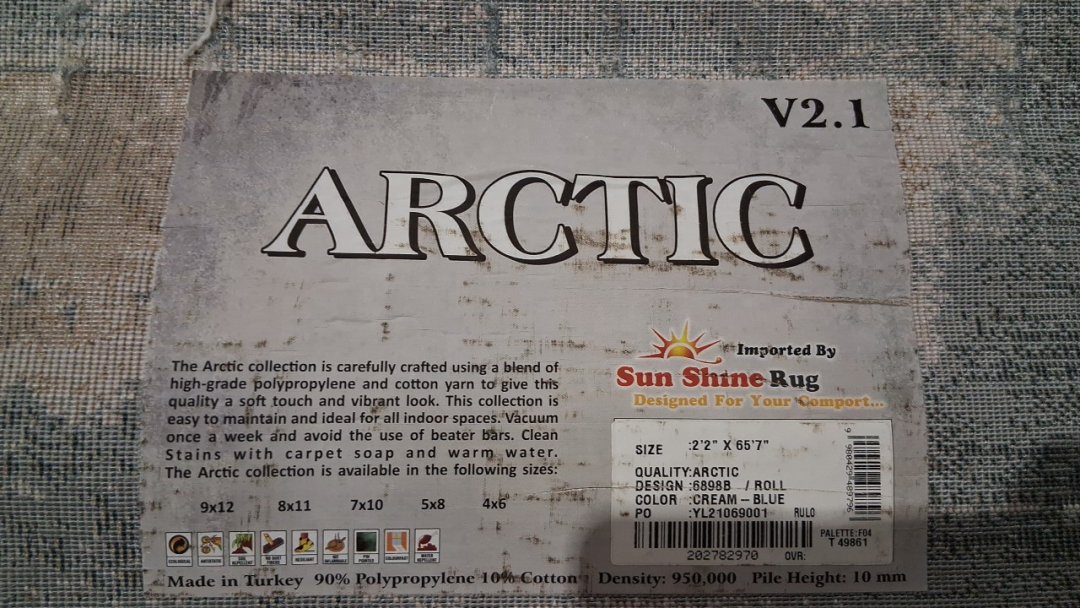 V2.1
ARCTIC
Imported By
Sun Shine Rug
Designed For Your Comport...
The Arctic collection is carefully crafted using a blend of
high-grade polypropylene and cotton yarn to give this
quality a soft touch and vibrant look. This collection is
easy to maintain and ideal for all indoor spaces. Vacuum
once a week and avoid the use of beater bars. Clean
Stains with carpet soap and warm water.
The Arctic collection is available in the following sizes:
9x12 8x11 7x10 5x8 4x6
SIZE :2'2" X 65'7"
QUALITY:ARCTIC
DESIGN :6898B / ROLL
COLOR :CREAM - BLUE
PO :YL21069001 RULO
PALETTE:F04
T 49861
202782970 OVR:
ECOLOGICAL ANTISTATIC RESILIENT COLOURFAST
Made in Turkey 90% Polypropylene 10% Cotton Density: 950,000 Pile Height: 10 mm